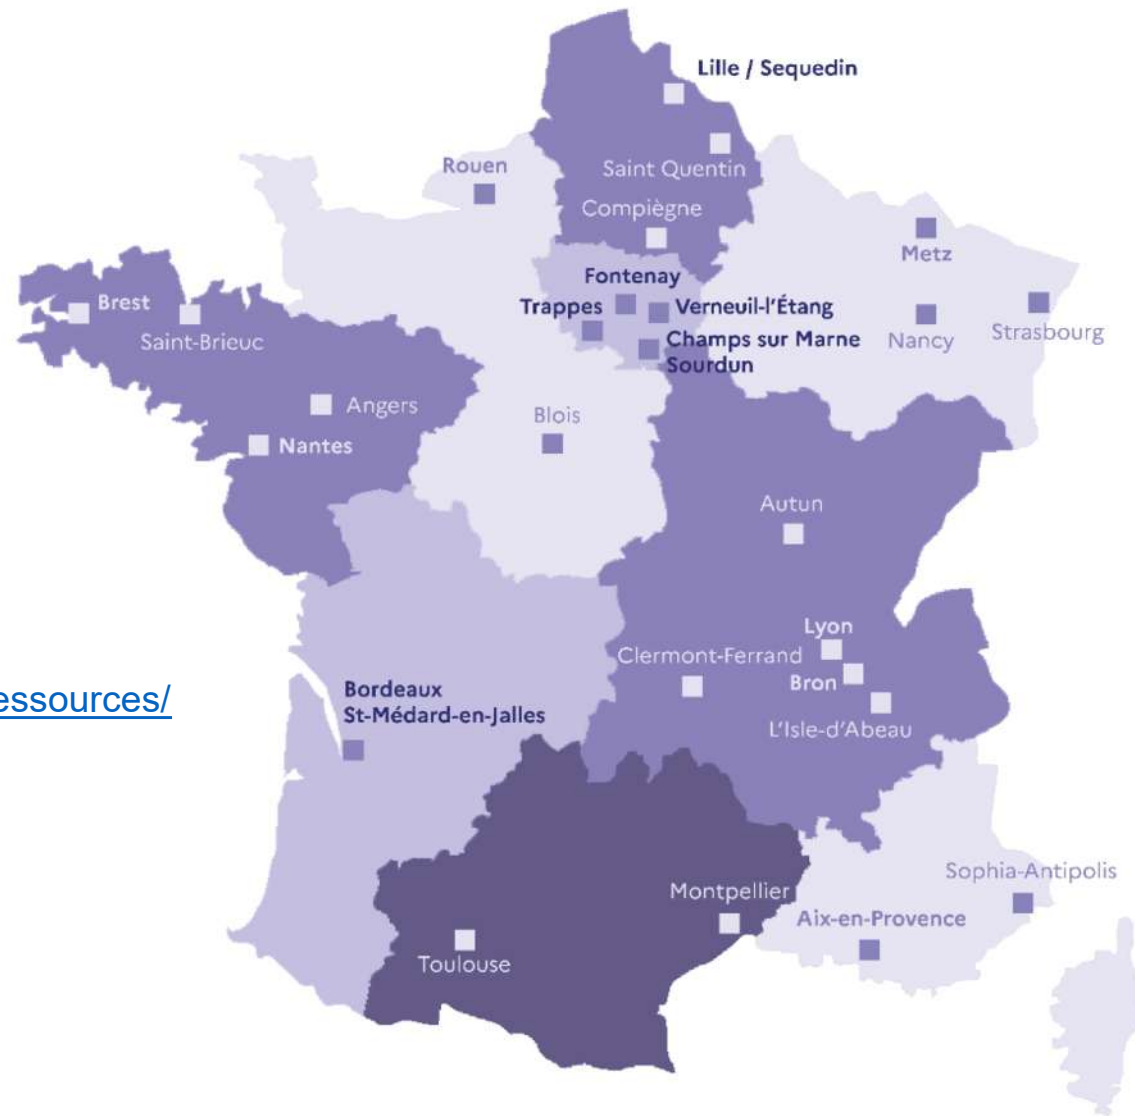 Lille / Sequedin
Rouen
Saint Quentin
Compiègne
Metz
Fontenay
Brest
Trappes
Verneuil-l'Étang
Saint-Brieuc
Champs sur Marne
Sourdun
Nancy
Strasbourg
Angers
Blois
Nantes
Autun
Lyon
Clermont-Ferrand
Bron
essources/
Bordeaux
St-Médard-en-Jalles
L'Isle-d'Abeau
Sophia-Antipolis
Montpellier
Aix-en-Provence
Toulouse